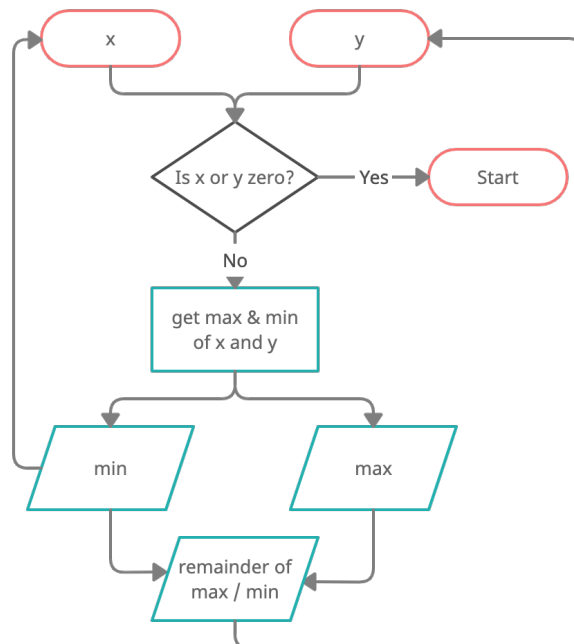 x
y
Is x or y zero?
Yes
Start
No
get max & min
of x and y
min
max
remainder of
max / min